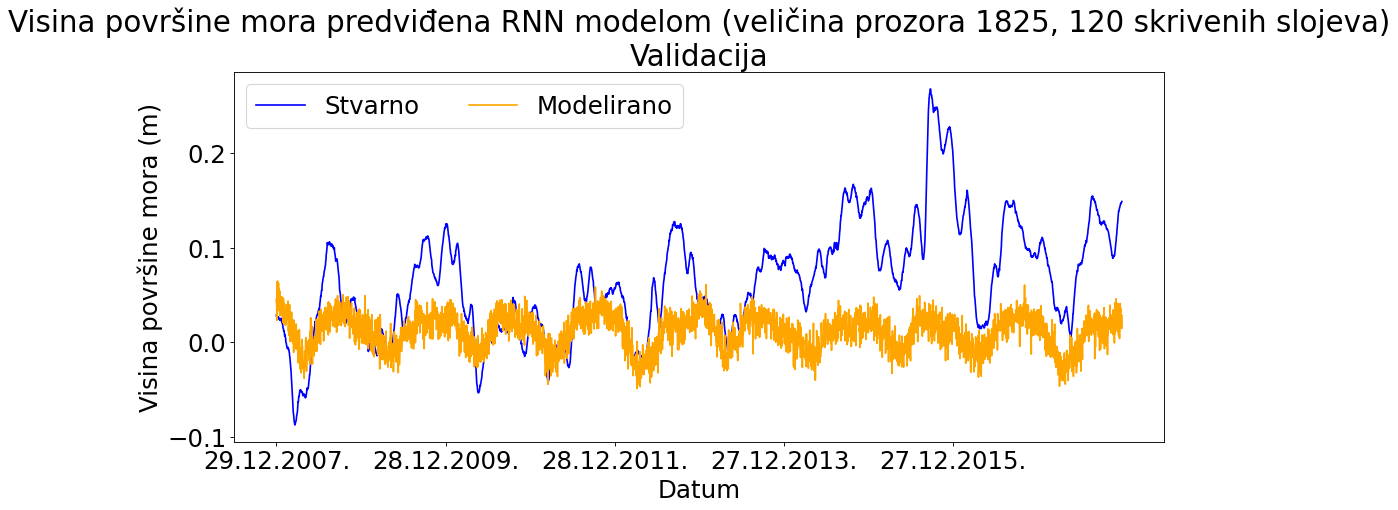 Visina površine mora predviđena RNN modelom (veličina prozora 1825, 120 skrivenih slojeva)
Validacija
Stvarno
Modelirano
Visina površine mora (m)
0.2
0.1
0.0
−0.1
29.12.2007.
28.12.2009.
28.12.2011.
27.12.2013.
27.12.2015.
Datum